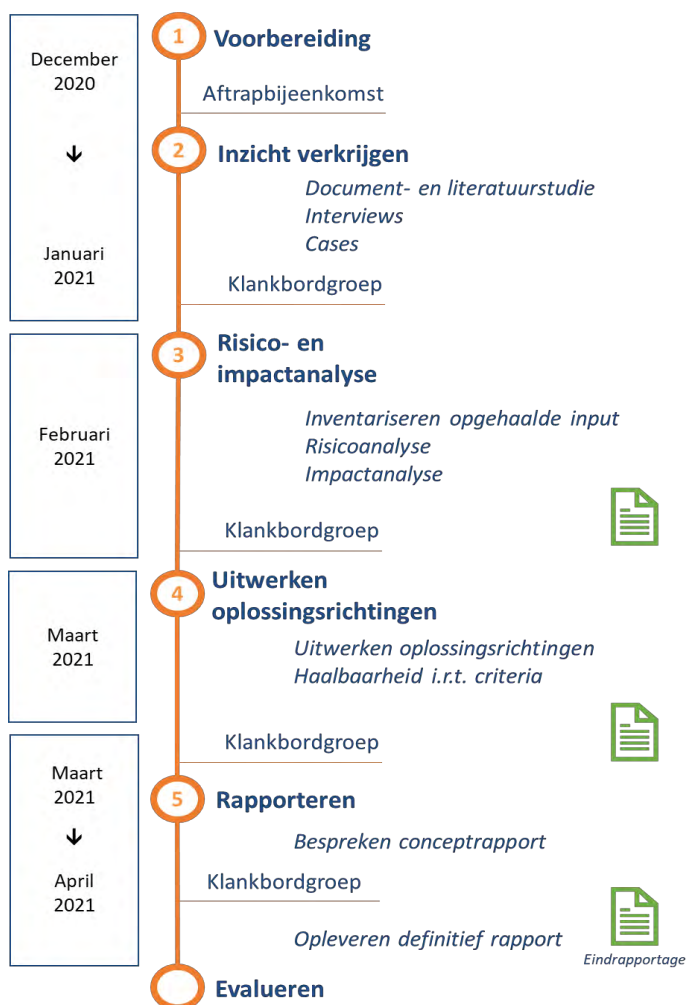 December
2020
↓
Januari
2021
1
Voorbereiding
Aftrapbijeenkomst
2
Inzicht verkrijgen
Document- en literatuurstudie
Interviews
Cases
Klankbordgroep
Februari
2021
3
Risico- en
impactanalyse
Inventariseren opgehaalde input
Risicoanalyse
Impactanalyse
Klankbordgroep
Maart
2021
4
Uitwerken
oplossingsrichtingen
Uitwerken oplossingsrichtingen
Haalbaarheid i.r.t. criteria
Klankbordgroep
Maart
2021
↓
April
2021
5
Rapporteren
Bespreken conceptrapport
Klankbordgroep
Opleveren definitief rapport
Eindrapportage
Evalueren